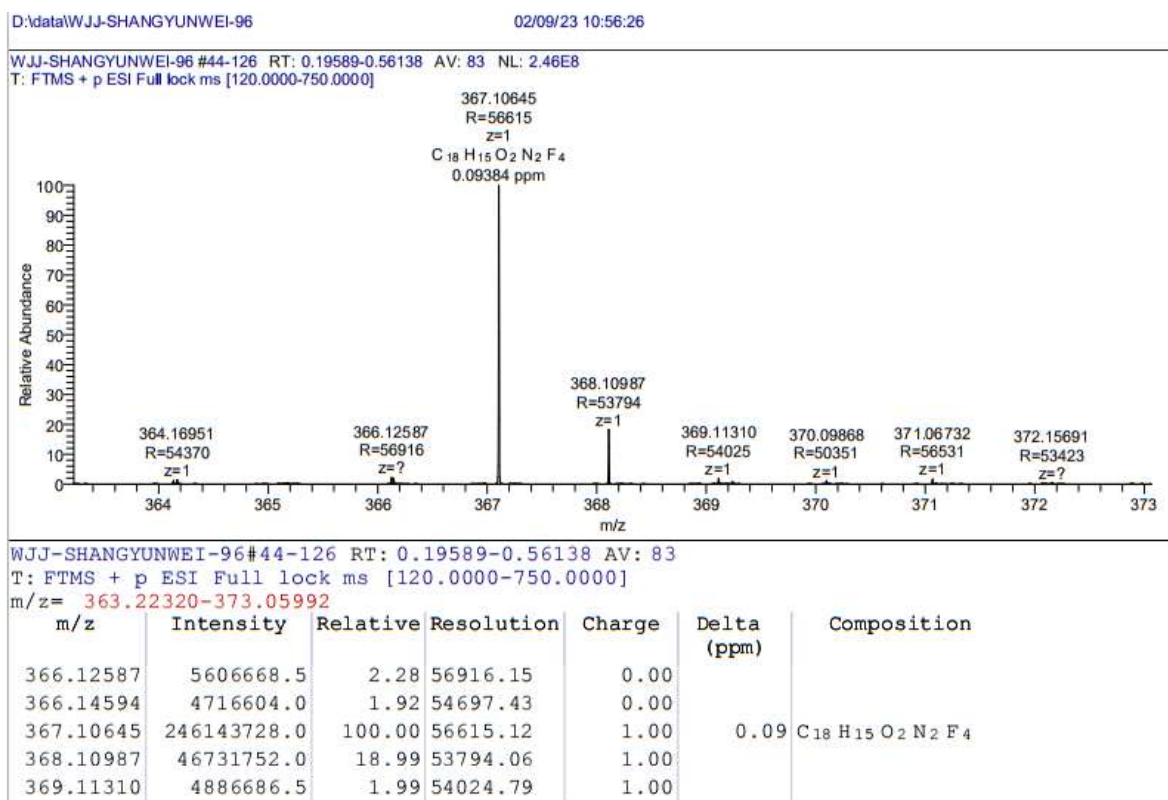 D:\data\WJJ-SHANGYUNWEI-96 02/09/23 10:56:26
WJJ-SHANGYUNWEI-96 #44-126 RT: 0.19589-0.56138 AV: 83 NL: 2.46E8
T: FTMS + p ESI Full lock ms [120.0000-750.0000]
367.10645
R=56615
z=1
C 18 H 15 O 2 N 2 F 4
0.09384 ppm
100
90
80
70
60
50
40
30
20
10
0
Relative Abundance
364.16951
R=54370
z=1
366.12587
R=56916
z=?
368.10987
R=53794
z=1
369.11310
R=54025
z=1
370.09868
R=50351
z=1
371.06732
R=56531
z=1
372.15691
R=53423
z=?
364 365 366 367 368 369 370 371 372 373
m/z
WJJ-SHANGYUNWEI-96#44-126 RT: 0.19589-0.56138 AV: 83
T: FTMS + p ESI Full lock ms [120.0000-750.0000]
m/z= 363.22320-373.05992
m/z Intensity Relative Resolution Charge Delta (ppm) Composition
366.12587 5606668.5 2.28 56916.15 0.00
366.14594 4716604.0 1.92 54697.43 0.00
367.10645 246143728.0 100.00 56615.12 1.00 0.09 C 18 H 15 O 2 N 2 F 4
368.10987 46731752.0 18.99 53794.06 1.00
369.11310 4886686.5 1.99 54024.79 1.00